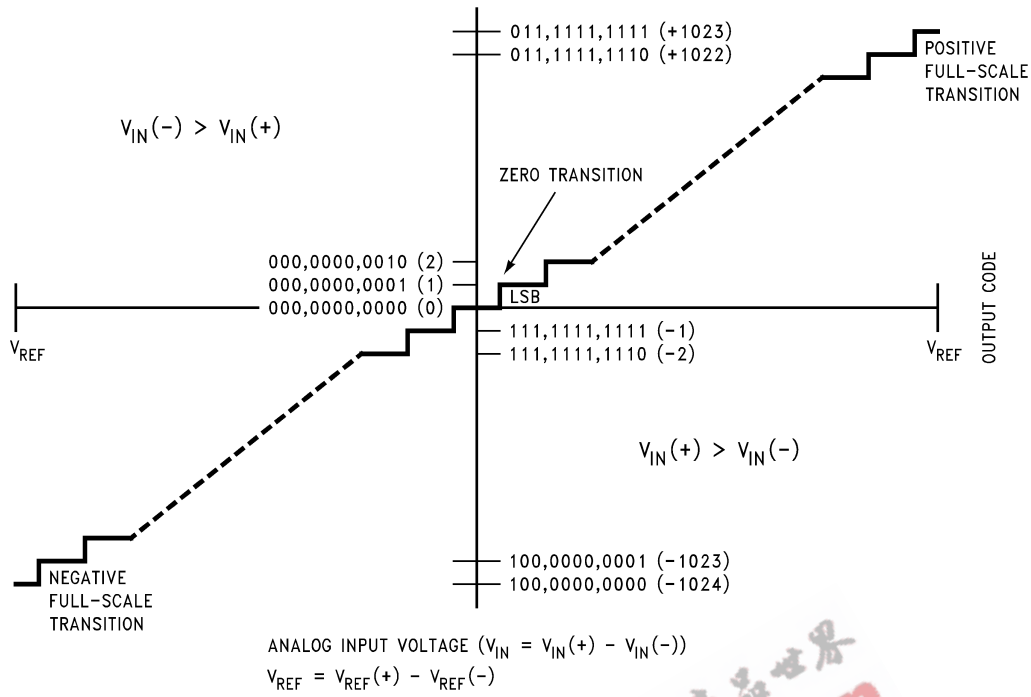 011,1111,1111 (+1023)
011,1111,1110 (+1022)
POSITIVE
FULL-SCALE
TRANSITION
V_IN(-) > V_IN(+)
ZERO TRANSITION
000,0000,0010 (2)
000,0000,0001 (1)
000,0000,0000 (0)
LSB
111,1111,1111 (-1)
111,1111,1110 (-2)
V_REF
V_REF
OUTPUT CODE
V_IN(+) > V_IN(-)
100,0000,0001 (-1023)
100,0000,0000 (-1024)
NEGATIVE
FULL-SCALE
TRANSITION
ANALOG INPUT VOLTAGE (V_IN = V_IN(+) - V_IN(-))
V_REF = V_REF(+) - V_REF(-)
世界